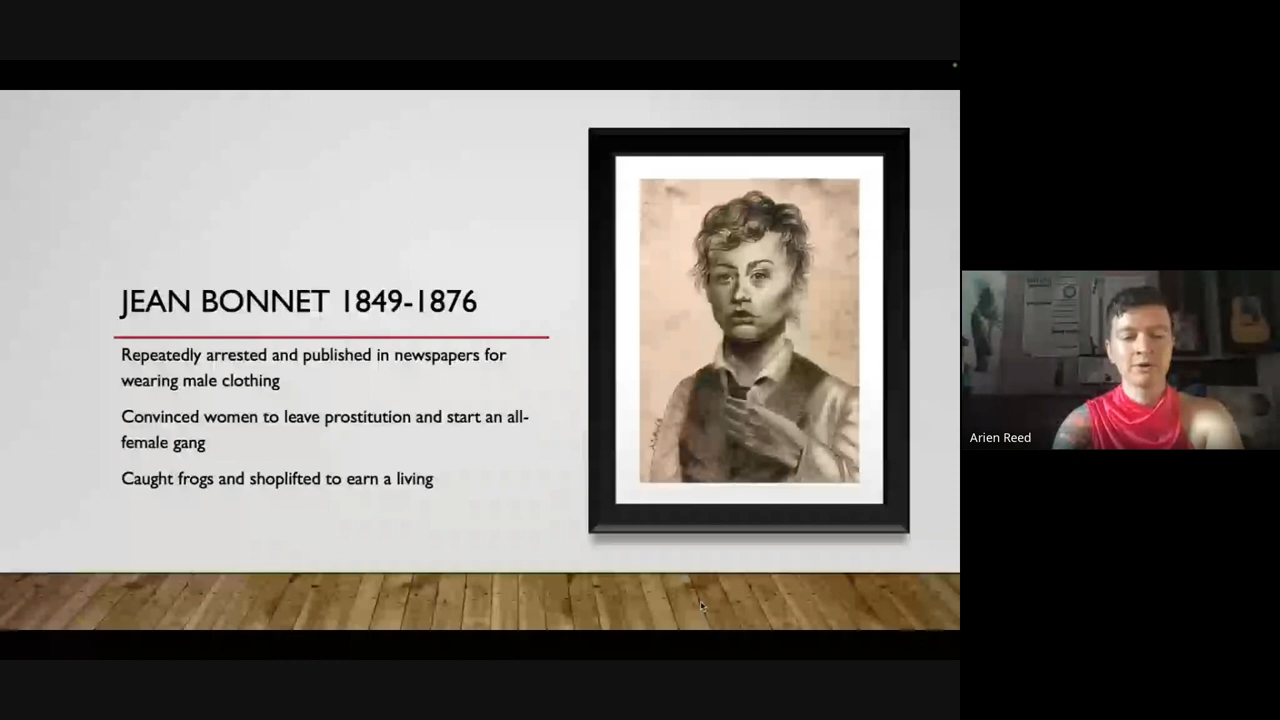 JEAN BONNET 1849-1876
Repeatedly arrested and published in newspapers for
wearing male clothing
Convinced women to leave prostitution and start an all-
female gang
Caught frogs and shoplifted to earn a living
Arien Reed